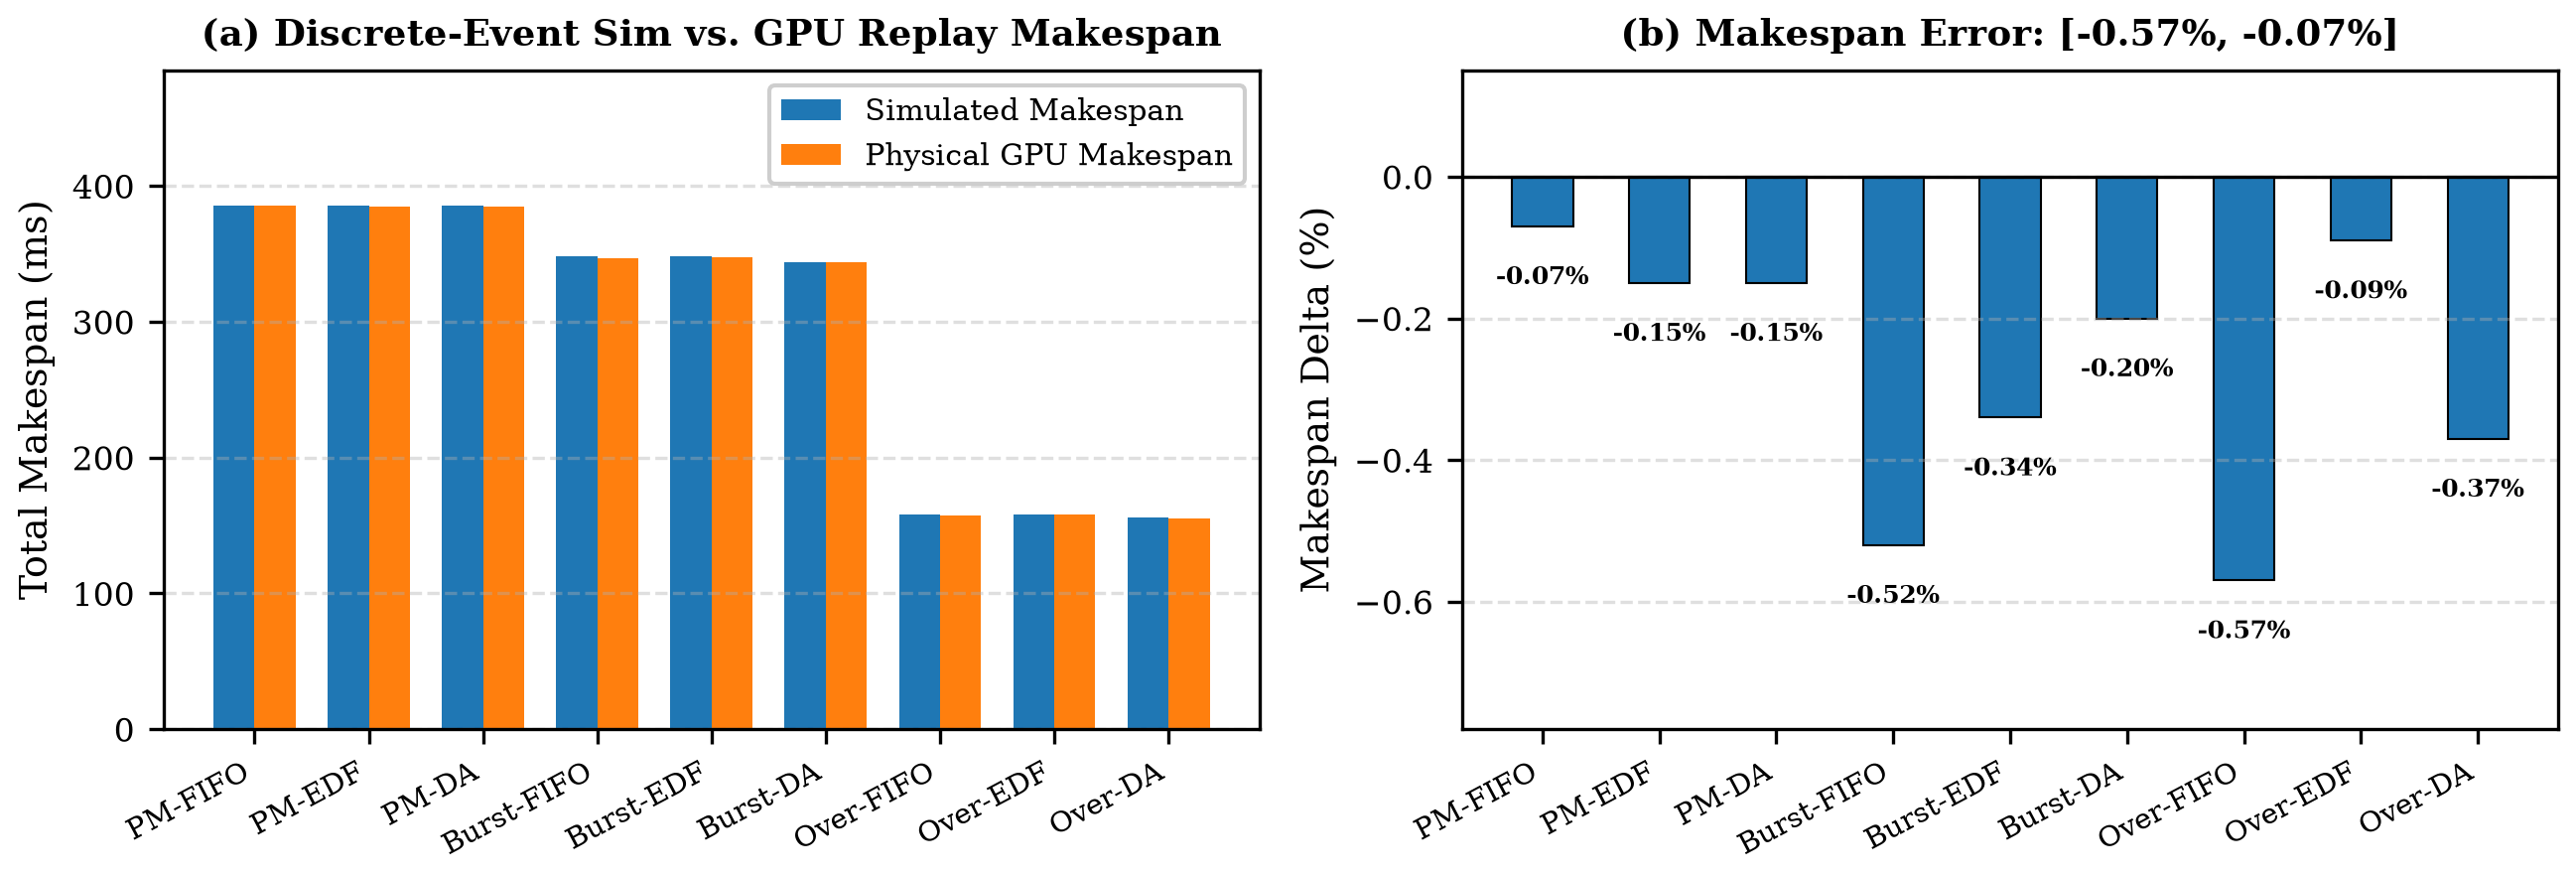 (a) Discrete-Event Sim vs. GPU Replay Makespan
Simulated Makespan
Physical GPU Makespan
Total Makespan (ms)
400
300
200
100
0
PM-FIFO
PM-EDF
PM-DA
Burst-FIFO
Burst-EDF
Burst-DA
Over-FIFO
Over-EDF
Over-DA
(b) Makespan Error: [-0.57%, -0.07%]
Makespan Delta (%)
0.0
−0.2
−0.4
−0.6
-0.07%
-0.15%
-0.15%
-0.52%
-0.34%
-0.20%
-0.57%
-0.09%
-0.37%
PM-FIFO
PM-EDF
PM-DA
Burst-FIFO
Burst-EDF
Burst-DA
Over-FIFO
Over-EDF
Over-DA